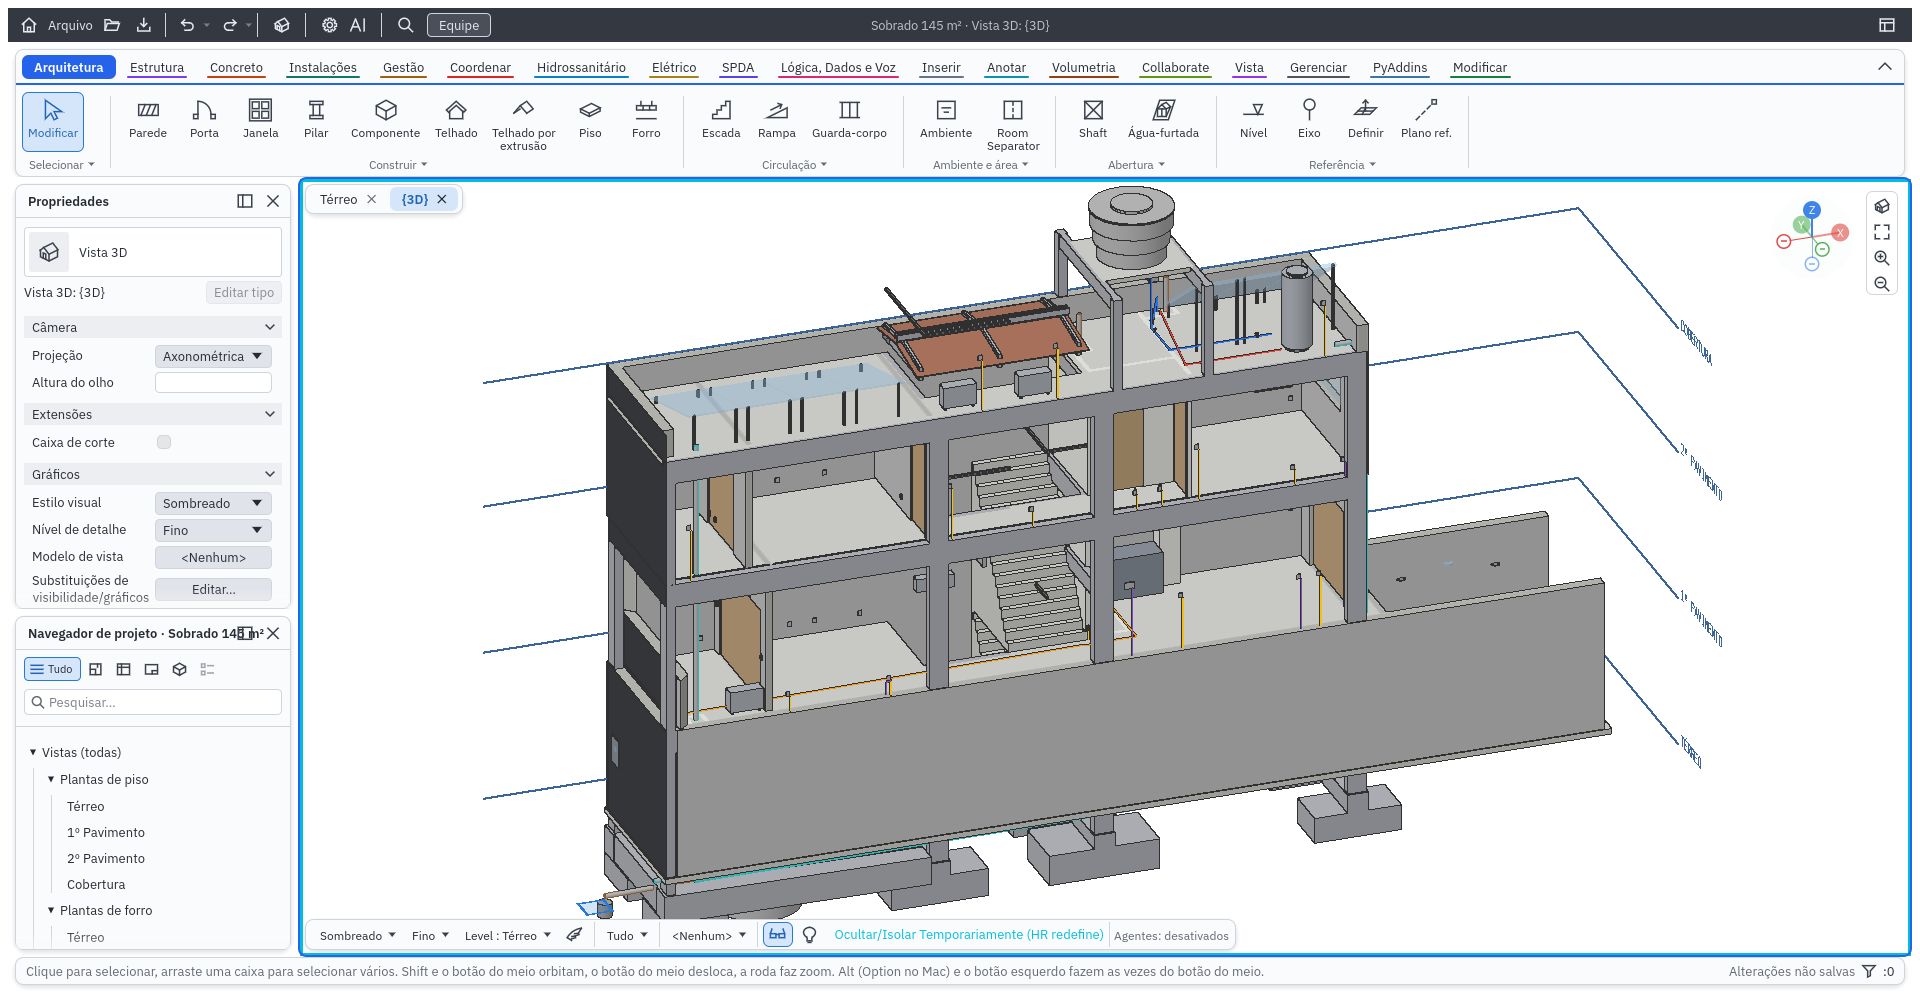 Arquivo
AI
Equipe
Sobrado 145 m² · Vista 3D: {3D}
Arquitetura
Estrutura
Concreto
Instalações
Gestão
Coordenar
Hidrossanitário
Elétrico
SPDA
Lógica, Dados e Voz
Inserir
Anotar
Volumetria
Collaborate
Vista
Gerenciar
PyAddins
Modificar
Modificar
Parede
Porta
Janela
Pilar
Componente
Telhado
Telhado por
extrusão
Piso
Forro
Escada
Rampa
Guarda-corpo
Ambiente
Room
Separator
Shaft
Água-furtada
Nível
Eixo
Definir
Plano ref.
Selecionar
Construir
Circulação
Ambiente e área
Abertura
Referência
Propriedades
Vista 3D
Vista 3D: {3D}
Editar tipo
Câmera
Projeção
Axonométrica
Altura do olho
Extensões
Caixa de corte
Gráficos
Estilo visual
Sombreado
Nível de detalhe
Fino
Modelo de vista
<Nenhum>
Substituições de
visibilidade/gráficos
Editar...
Navegador de projeto · Sobrado 145 m²
Tudo
Pesquisar...
Vistas (todas)
Plantas de piso
Térreo
1º Pavimento
2º Pavimento
Cobertura
Plantas de forro
Térreo
Térreo
{3D}
Z
Y
X
COBERTURA
2º PAVIMENTO
1º PAVIMENTO
TÉRREO
Sombreado
Fino
Level : Térreo
Tudo
<Nenhum>
Ocultar/Isolar Temporariamente (HR redefine)
Agentes: desativados
Clique para selecionar, arraste uma caixa para selecionar vários. Shift e o botão do meio orbitam, o botão do meio desloca, a roda faz zoom. Alt (Option no Mac) e o botão esquerdo fazem as vezes do botão do meio.
Alterações não salvas
:0